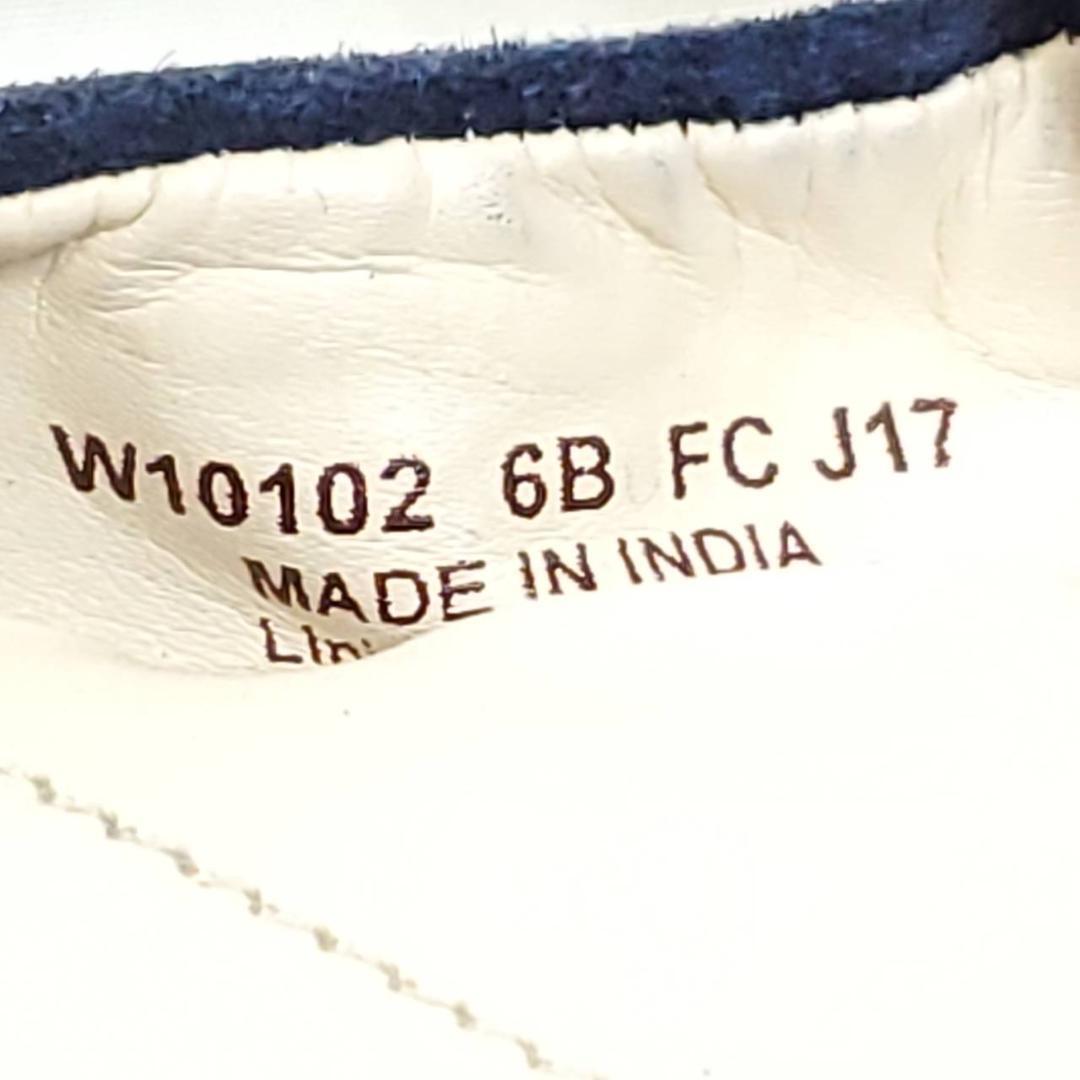 W10102 6B FC J17
MADE IN INDIA